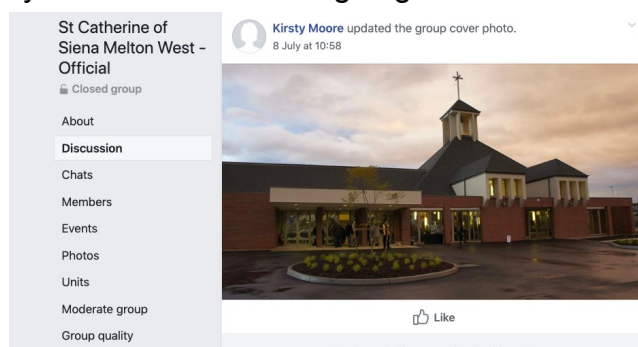 St Catherine of
Siena Melton West -
Official
Closed group
About
Discussion
Chats
Members
Events
Photos
Units
Moderate group
Group quality
Kirsty Moore updated the group cover photo.
8 July at 10:58
Like